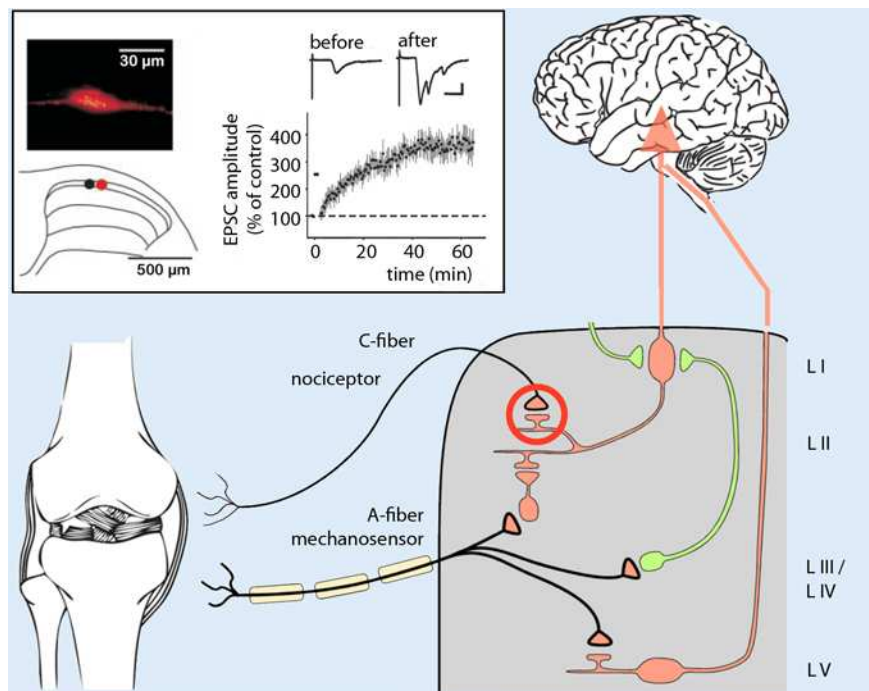 30 µm
500 µm
before
after
EPSC amplitude
(% of control)
400
300
200
100
0
20
40
60
time (min)
C-fiber
nociceptor
A-fiber
mechanosensor
L I
L II
L III /
L IV
L V